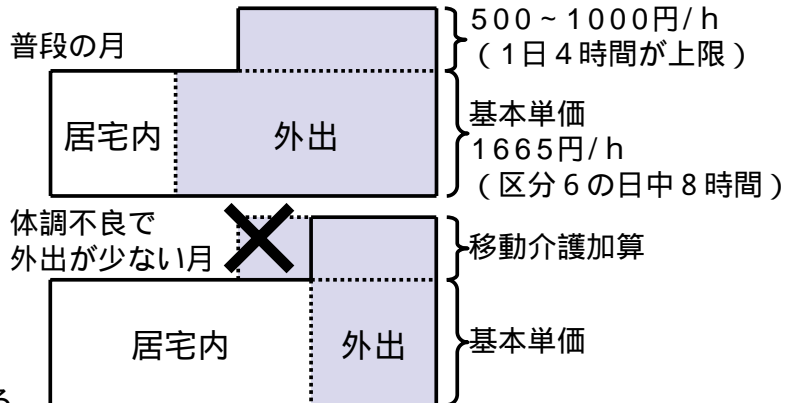 普段の月
500~1000円/h
(1日4時間が上限)
居宅内
外出
基本単価
1665円/h
(区分6の日中8時間)
体調不良で
外出が少ない月
移動介護加算
居宅内
外出
基本単価
る